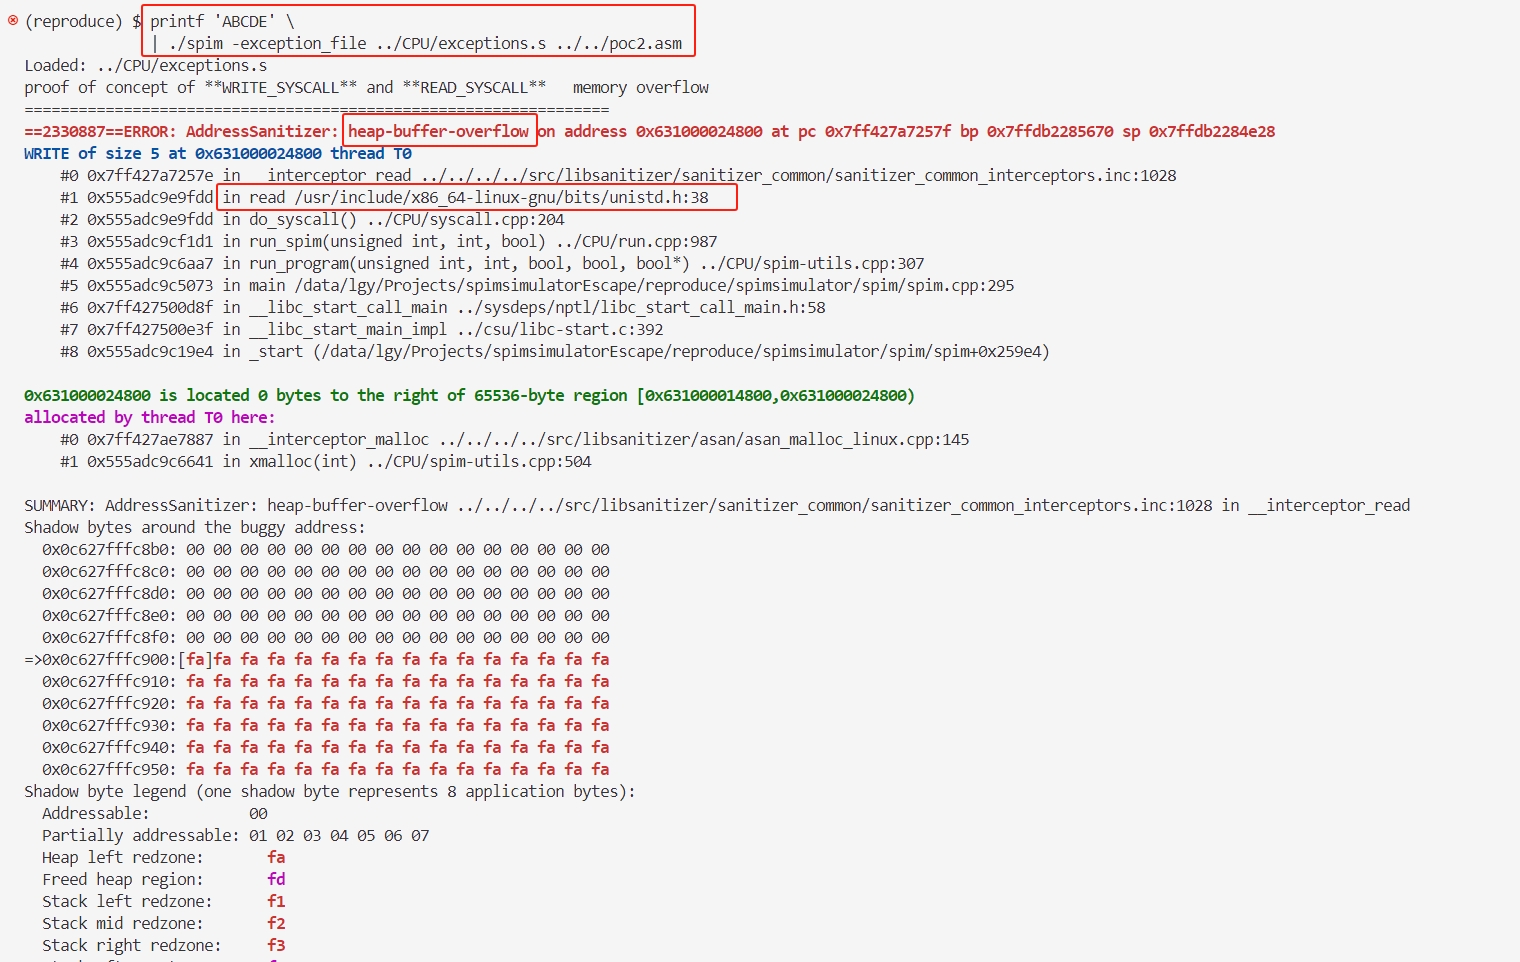 (reproduce) $ printf 'ABCDE' \
| ./spim -exception_file ../CPU/exceptions.s ../../poc2.asm
Loaded: ../CPU/exceptions.s
proof of concept of **WRITE_SYSCALL** and **READ_SYSCALL**   memory overflow
=================================================================
==2330887==ERROR: AddressSanitizer: heap-buffer-overflow on address 0x631000024800 at pc 0x7ff427a7257f bp 0x7ffdb2285670 sp 0x7ffdb2284e28
WRITE of size 5 at 0x631000024800 thread T0
#0 0x7ff427a7257e in __interceptor_read ../../../../src/libsanitizer/sanitizer_common/sanitizer_common_interceptors.inc:1028
#1 0x555adc9e9fdd in read /usr/include/x86_64-linux-gnu/bits/unistd.h:38
#2 0x555adc9e9fdd in do_syscall() ../CPU/syscall.cpp:204
#3 0x555adc9cf1d1 in run_spim(unsigned int, int, bool) ../CPU/run.cpp:987
#4 0x555adc9c6aa7 in run_program(unsigned int, int, bool, bool, bool*) ../CPU/spim-utils.cpp:307
#5 0x555adc9c5073 in main /data/lgy/Projects/spimsimulatorEscape/reproduce/spimsimulator/spim/spim.cpp:295
#6 0x7ff427500d8f in __libc_start_call_main ../sysdeps/nptl/libc_start_call_main.h:58
#7 0x7ff427500e3f in __libc_start_main_impl ../csu/libc-start.c:392
#8 0x555adc9c19e4 in _start (/data/lgy/Projects/spimsimulatorEscape/reproduce/spimsimulator/spim/spim+0x259e4)
0x631000024800 is located 0 bytes to the right of 65536-byte region [0x631000014800,0x631000024800)
allocated by thread T0 here:
#0 0x7ff427ae7887 in __interceptor_malloc ../../../../src/libsanitizer/asan/asan_malloc_linux.cpp:145
#1 0x555adc9c6641 in xmalloc(int) ../CPU/spim-utils.cpp:504
SUMMARY: AddressSanitizer: heap-buffer-overflow ../../../../src/libsanitizer/sanitizer_common/sanitizer_common_interceptors.inc:1028 in __interceptor_read
Shadow bytes around the buggy address:
0x0c627fffc8b0: 00 00 00 00 00 00 00 00 00 00 00 00 00 00 00 00
0x0c627fffc8c0: 00 00 00 00 00 00 00 00 00 00 00 00 00 00 00 00
0x0c627fffc8d0: 00 00 00 00 00 00 00 00 00 00 00 00 00 00 00 00
0x0c627fffc8e0: 00 00 00 00 00 00 00 00 00 00 00 00 00 00 00 00
0x0c627fffc8f0: 00 00 00 00 00 00 00 00 00 00 00 00 00 00 00 00
=>0x0c627fffc900:[fa]fa fa fa fa fa fa fa fa fa fa fa fa fa fa fa
0x0c627fffc910: fa fa fa fa fa fa fa fa fa fa fa fa fa fa fa fa
0x0c627fffc920: fa fa fa fa fa fa fa fa fa fa fa fa fa fa fa fa
0x0c627fffc930: fa fa fa fa fa fa fa fa fa fa fa fa fa fa fa fa
0x0c627fffc940: fa fa fa fa fa fa fa fa fa fa fa fa fa fa fa fa
0x0c627fffc950: fa fa fa fa fa fa fa fa fa fa fa fa fa fa fa fa
Shadow byte legend (one shadow byte represents 8 application bytes):
Addressable:           00
Partially addressable: 01 02 03 04 05 06 07
Heap left redzone:       fa
Freed heap region:       fd
Stack left redzone:      f1
Stack mid redzone:       f2
Stack right redzone:     f3